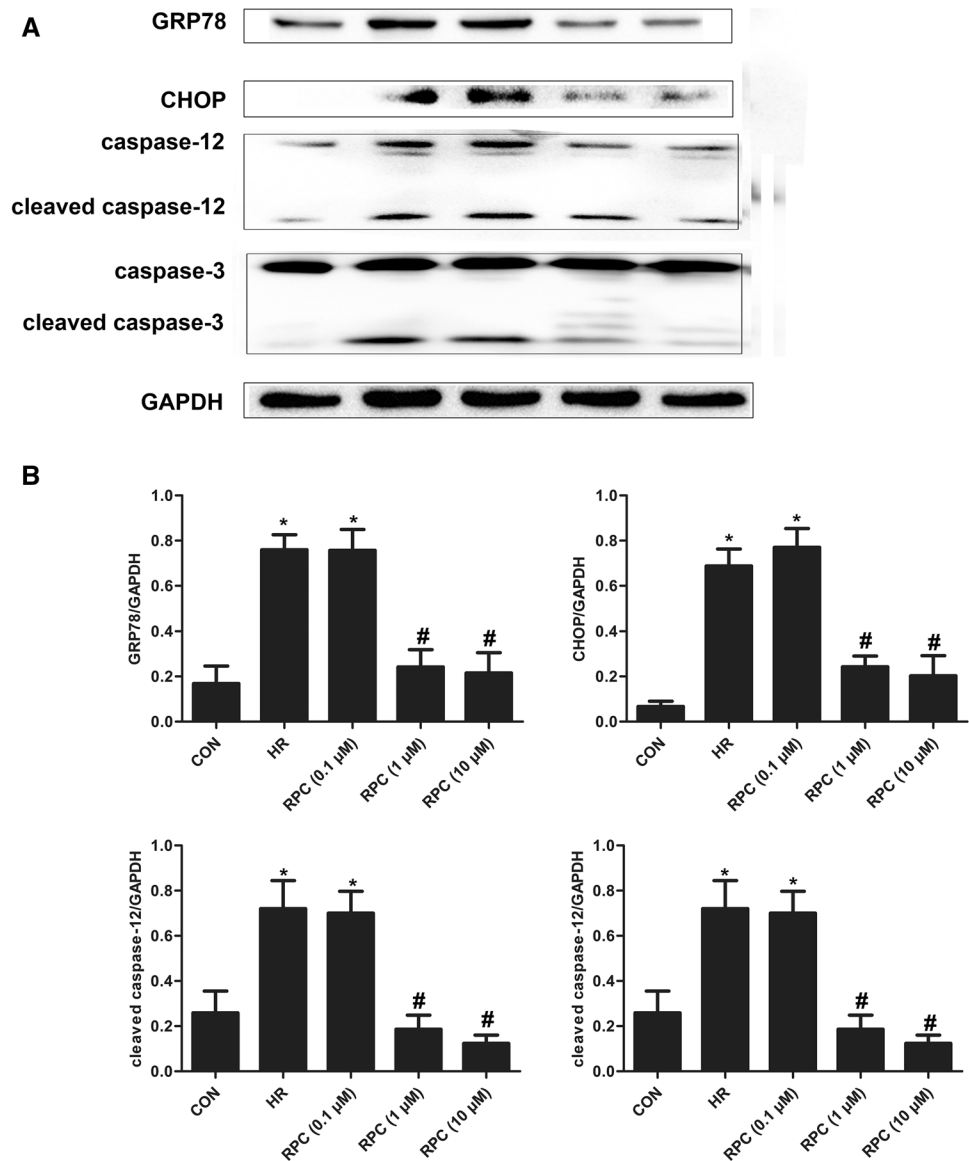 A
GRP78
CHOP
caspase-12
cleaved caspase-12
caspase-3
cleaved caspase-3
GAPDH
B
GRP78/GAPDH
1.0
0.8
0.6
0.4
0.2
0.0
*
*
#
#
CON
HR
RPC (0.1 µM)
RPC (1 µM)
RPC (10 µM)
CHOP/GAPDH
1.0
0.8
0.6
0.4
0.2
0.0
*
*
#
#
CON
HR
RPC (0.1 µM)
RPC (1 µM)
RPC (10 µM)
cleaved caspase-12/GAPDH
1.0
0.8
0.6
0.4
0.2
0.0
*
*
#
#
CON
HR
RPC (0.1 µM)
RPC (1 µM)
RPC (10 µM)
cleaved caspase-12/GAPDH
1.0
0.8
0.6
0.4
0.2
0.0
*
*
#
#
CON
HR
RPC (0.1 µM)
RPC (1 µM)
RPC (10 µM)